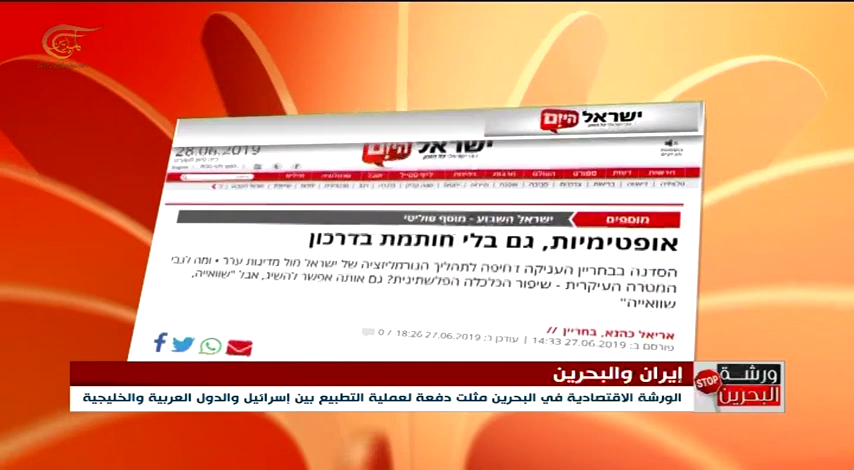 الميادين
ישראל היום
28.06.2019
ישראל היום
מוספים
ישראל השבוע - מוסף פוליטי
אופטימיות, גם בלי חותמת בדרכון
הסדנה בבחריין העניקה דחיפה לתהליך הנורמליזציה של ישראל מול מדינות ערב • ומה לגבי
המטרה העיקרית - שיפור הכלכלה הפלשתינית? גם אותה אפשר להשיג, אבל "שוואייה,
שוואייה"
אריאל כהנא, בחריין //
פורסם ב: 27.06.2019 14:33 | עודכן ב: 27.06.2019 18:26 / 0
إيران والبحرين
الورشة الاقتصادية في البحرين مثلت دفعة لعملية التطبيع بين إسرائيل والدول العربية والخليجية
ورشة
STOP
البحرين